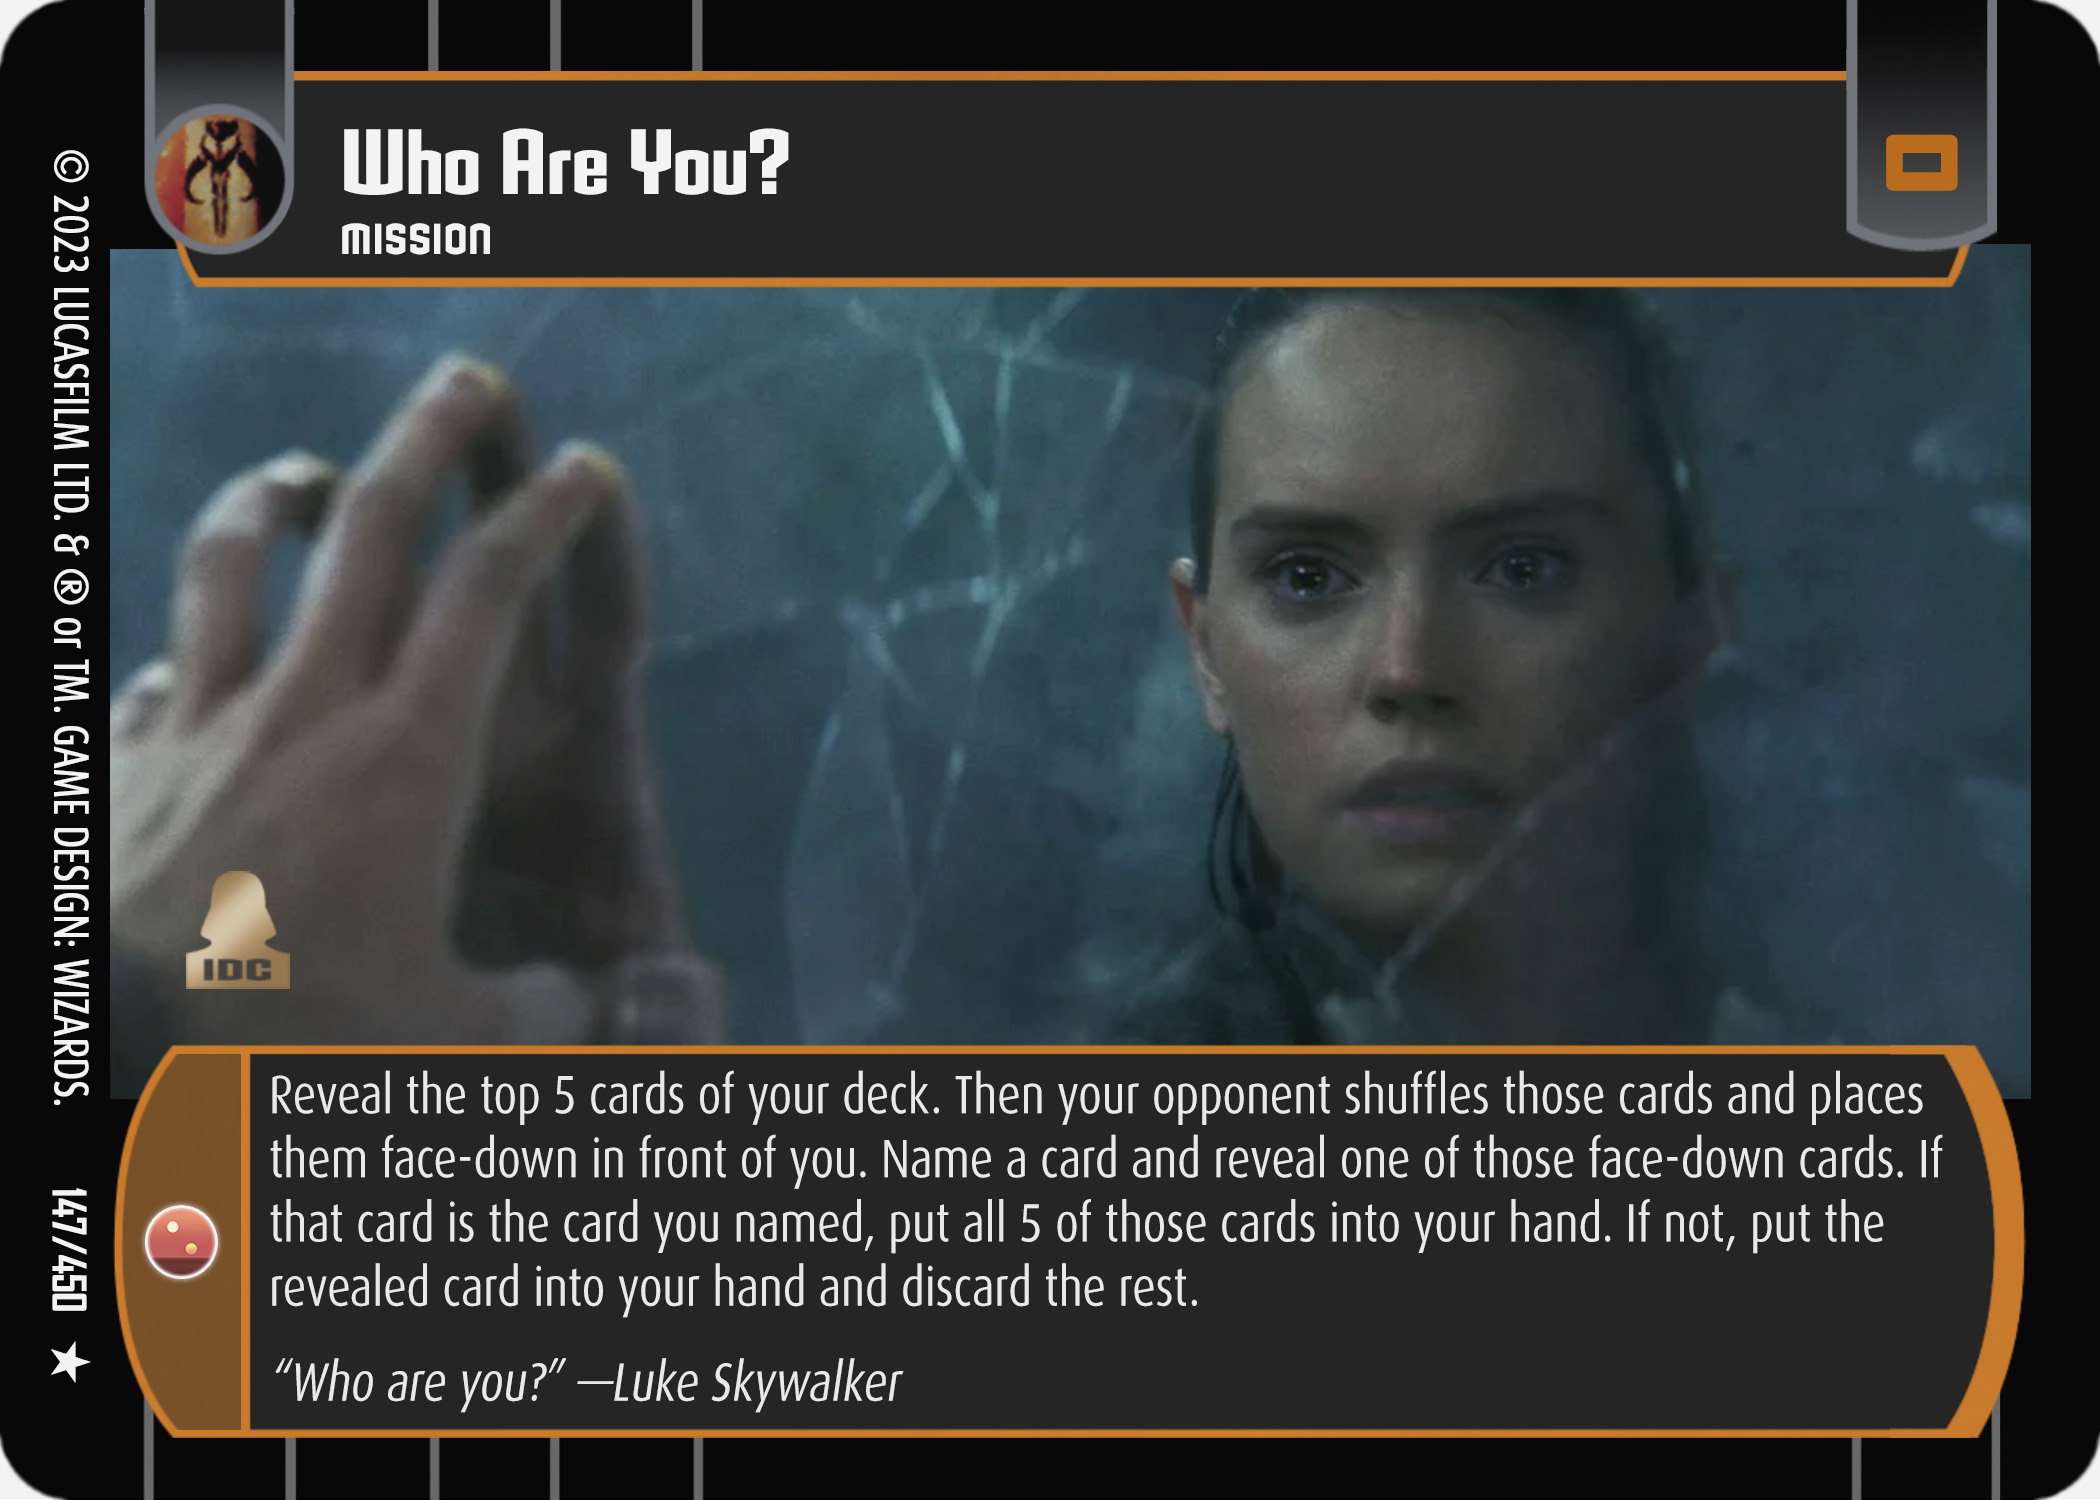 Who Are You?
MISSION
0
© 2023 LUCASFILM LTD. & ® or TM. GAME DESIGN: WIZARDS.
147/450 ★
IDC
Reveal the top 5 cards of your deck. Then your opponent shuffles those cards and places
them face-down in front of you. Name a card and reveal one of those face-down cards. If
that card is the card you named, put all 5 of those cards into your hand. If not, put the
revealed card into your hand and discard the rest.
“Who are you?” —Luke Skywalker